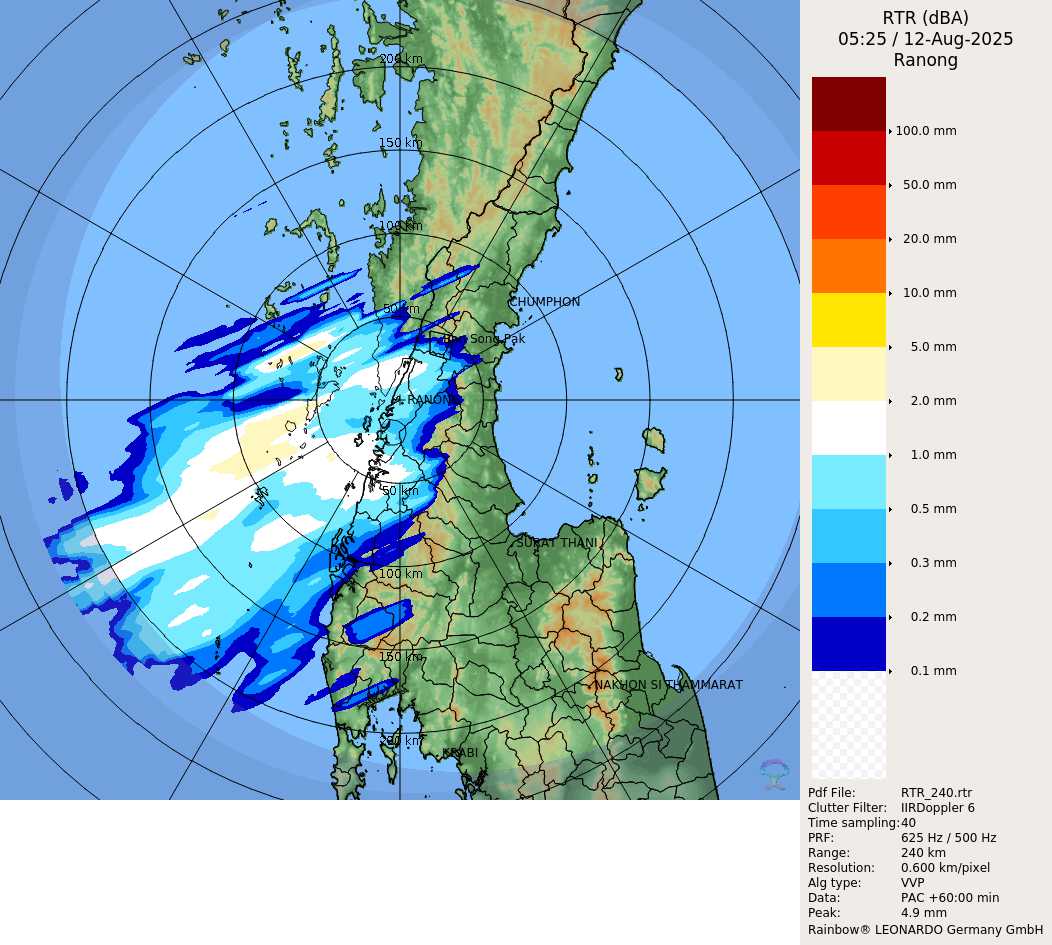 RTR (dBA)
05:25 / 12-Aug-2025
Ranong
100.0 mm
50.0 mm
20.0 mm
10.0 mm
5.0 mm
2.0 mm
1.0 mm
0.5 mm
0.3 mm
0.2 mm
0.1 mm
200 km
150 km
100 km
50 km
CHUMPHON
Song Pak
RANONG
50 km
SURAT THANI
100 km
150 km
NAKHON SI THAMMARAT
200 km
KRABI
Pdf File: RTR_240.rtr
Clutter Filter: IIRDoppler 6
Time sampling: 40
PRF: 625 Hz / 500 Hz
Range: 240 km
Resolution: 0.600 km/pixel
Alg type: VVP
Data: PAC +60:00 min
Peak: 4.9 mm
Rainbow® LEONARDO Germany GmbH